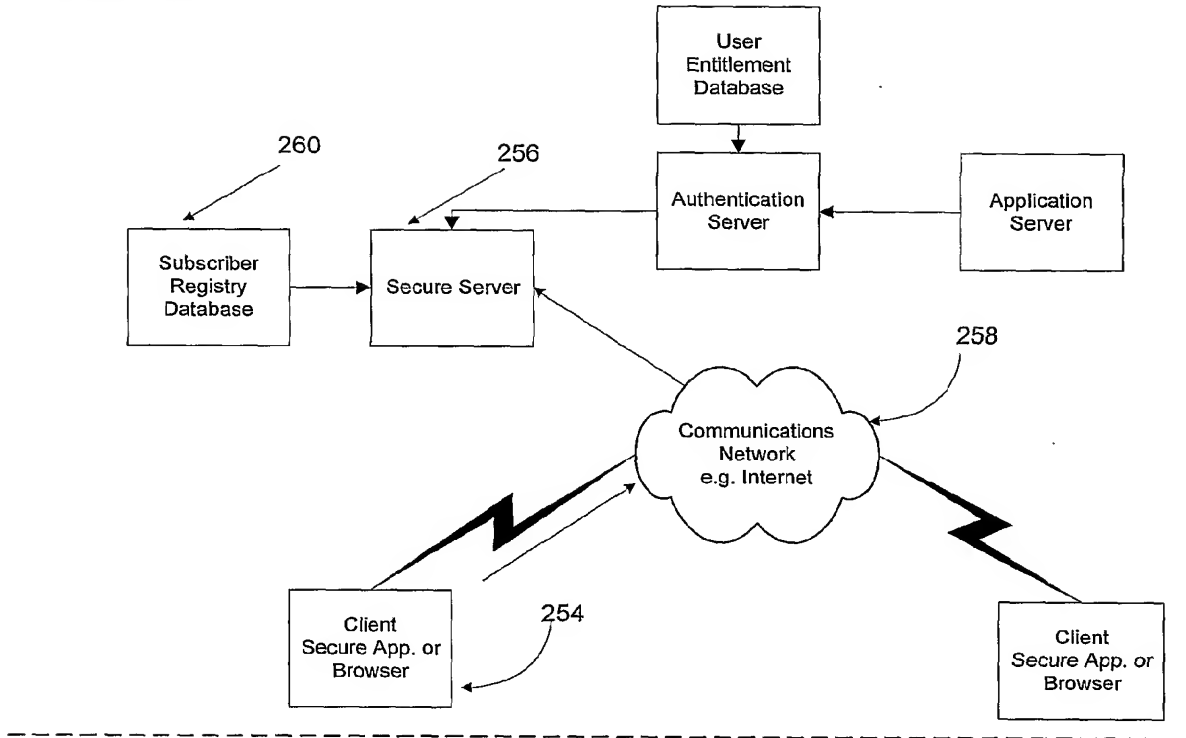 User
Entitlement
Database
260
256
Authentication
Server
Application
Server
Subscriber
Registry
Database
Secure Server
258
Communications
Network
e.g. Internet
254
Client
Secure App. or
Browser
Client
Secure App. or
Browser